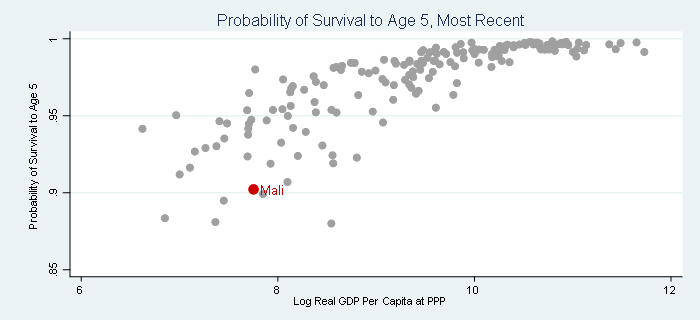 Probability of Survival to Age 5, Most Recent
Probability of Survival to Age 5
1
.95
.9
.85
Mali
6 8 10 12
Log Real GDP Per Capita at PPP